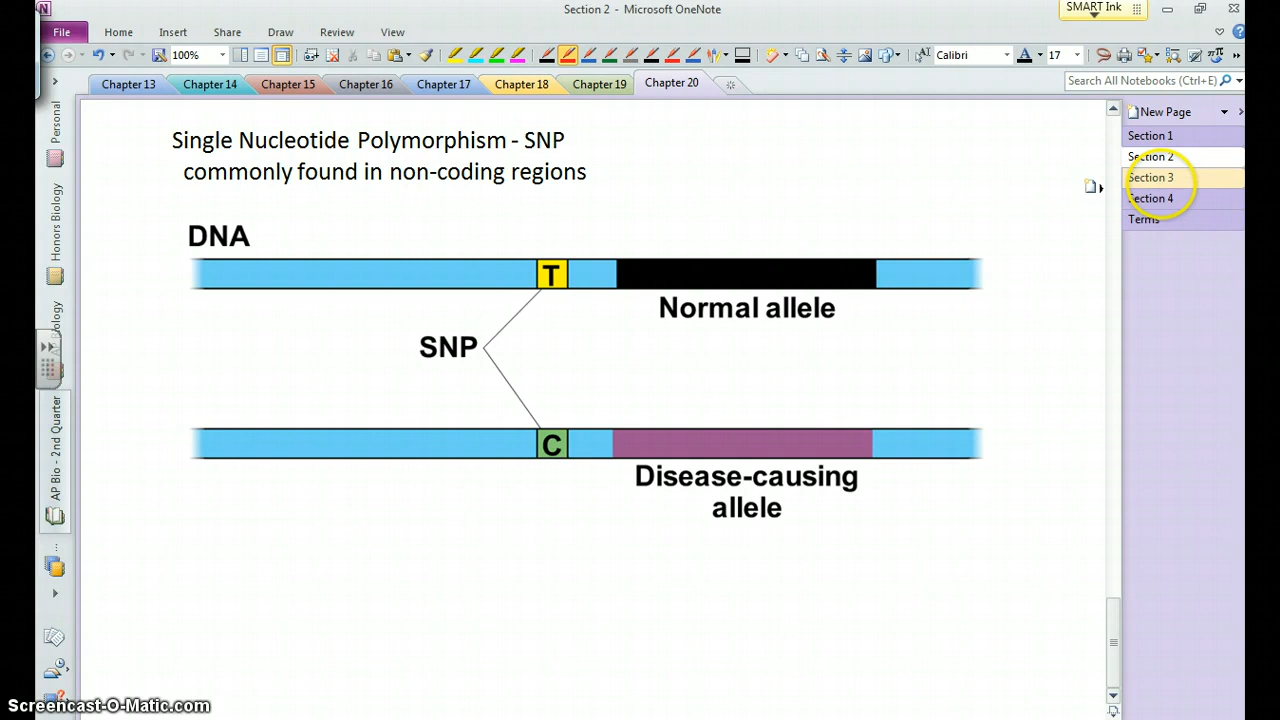 Section 2 - Microsoft OneNote
SMART Ink
File Home Insert Share Draw Review View
100% Calibri 17
Chapter 13 Chapter 14 Chapter 15 Chapter 16 Chapter 17 Chapter 18 Chapter 19 Chapter 20
Search All Notebooks (Ctrl+E)
New Page
Section 1
Section 2
Section 3
Section 4
Terms
Personal
Honors Biology
AP Bio - 2nd Quarter
Single Nucleotide Polymorphism - SNP
commonly found in non-coding regions
DNA
T
Normal allele
SNP
C
Disease-causing
allele
Screencast-O-Matic.com